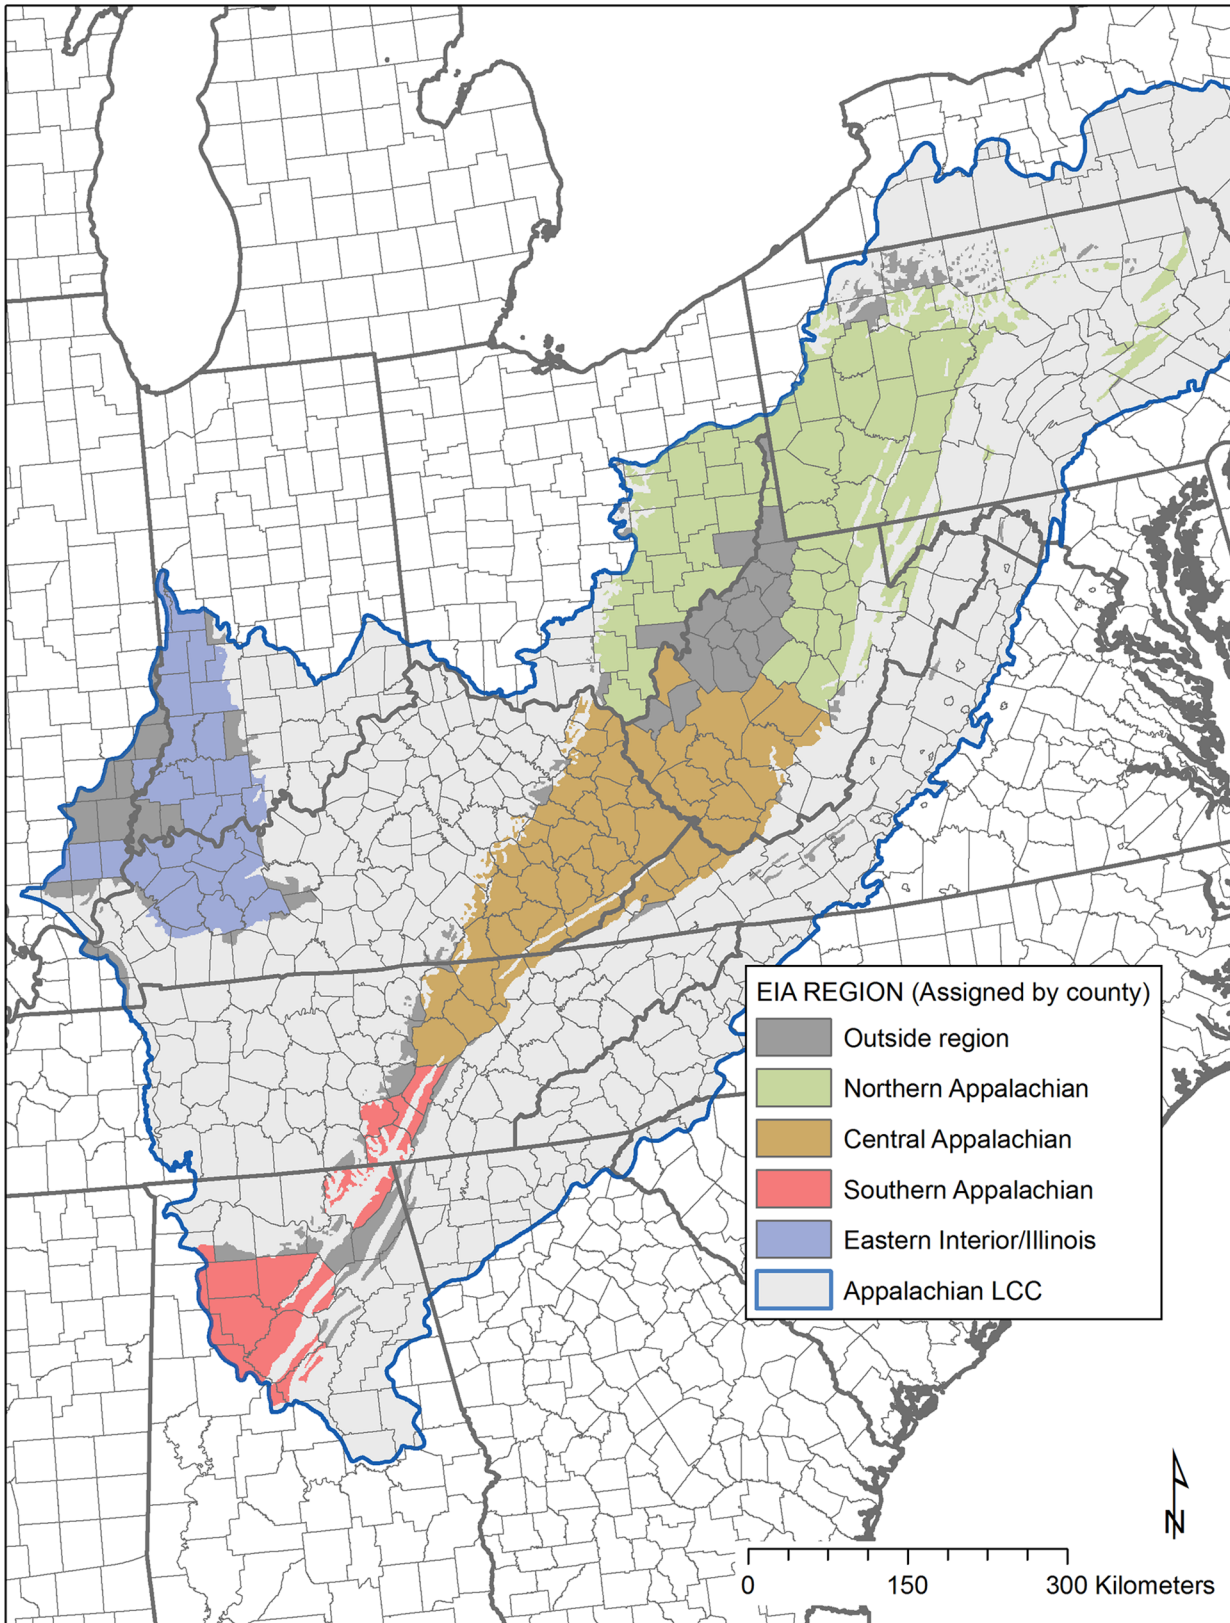 EIA REGION (Assigned by county)
Outside region
Northern Appalachian
Central Appalachian
Southern Appalachian
Eastern Interior/Illinois
Appalachian LCC
N
0 150 300 Kilometers